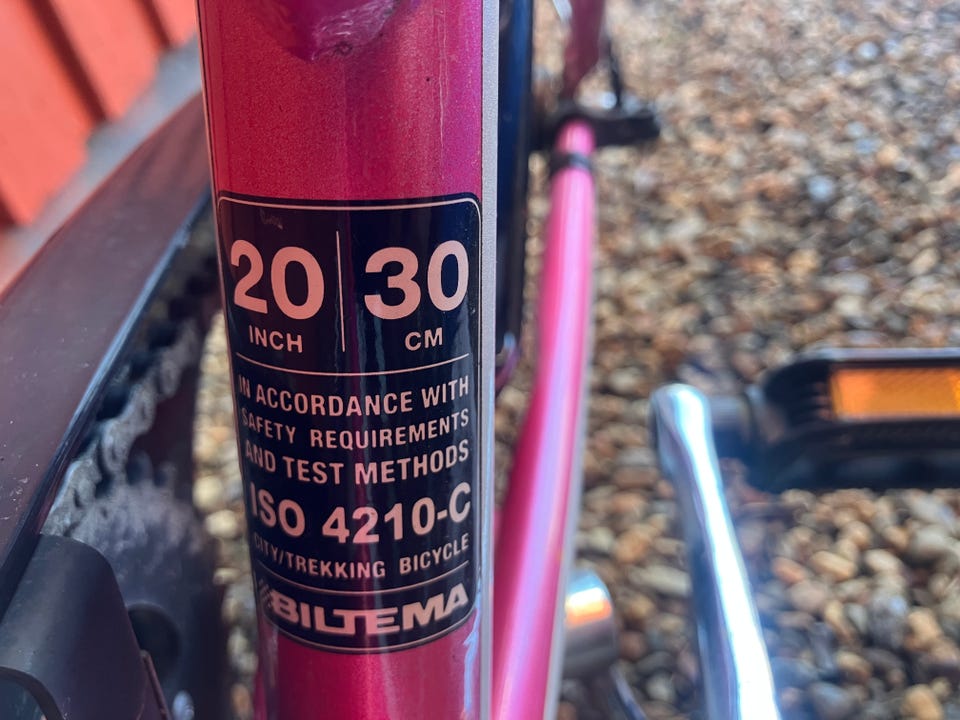 20 | 30
INCH CM
IN ACCORDANCE WITH
SAFETY REQUIREMENTS
AND TEST METHODS
ISO 4210-C
CITY/TREKKING BICYCLE
BILTEMA